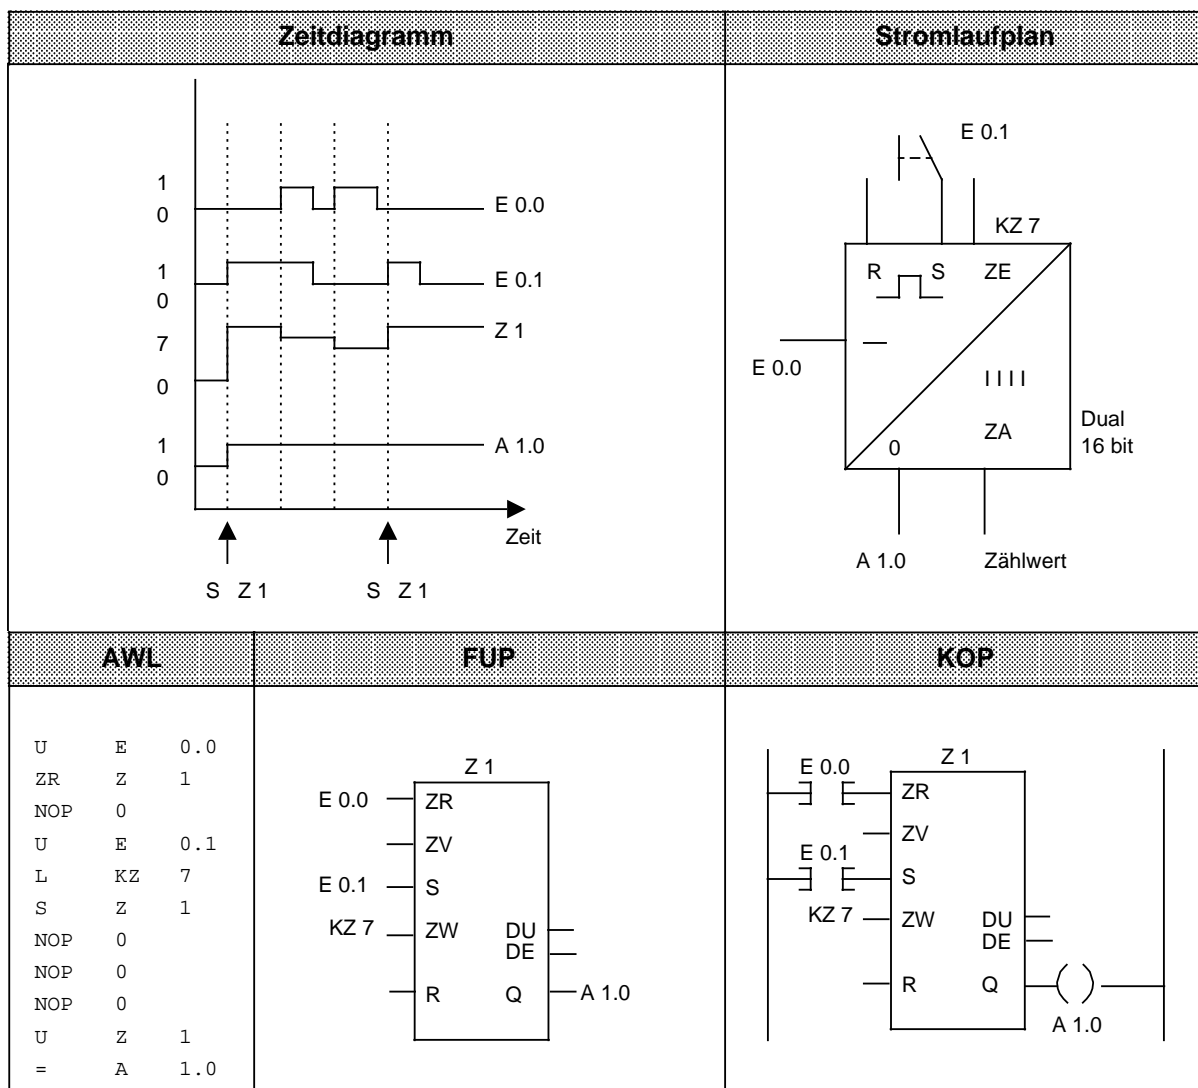 Zeitdiagramm
Stromlaufplan
1
0
E 0.0
1
0
E 0.1
7
0
Z 1
1
0
A 1.0
Zeit
S Z 1
S Z 1
E 0.1
KZ 7
R S ZE
E 0.0
IIII
ZA
0
Dual
16 bit
A 1.0
Zählwert
AWL
FUP
KOP
U E 0.0
ZR Z 1
NOP 0
U E 0.1
L KZ 7
S Z 1
NOP 0
NOP 0
NOP 0
U Z 1
= A 1.0
Z 1
E 0.0 ZR
ZV
E 0.1 S
KZ 7 ZW DU
DE
R Q A 1.0
Z 1
E 0.0
ZR
ZV
E 0.1
S
KZ 7 ZW DU
DE
R Q
A 1.0